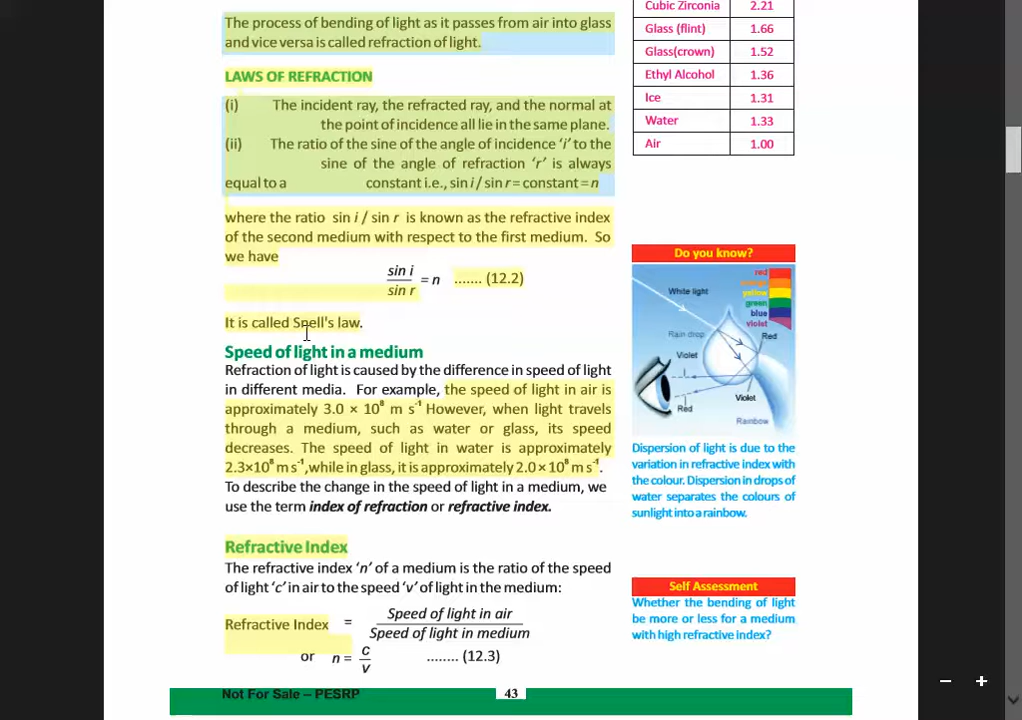 The process of bending of light as it passes from air into glass
and vice versa is called refraction of light.
LAWS OF REFRACTION
(i) The incident ray, the refracted ray, and the normal at
the point of incidence all lie in the same plane.
(ii) The ratio of the sine of the angle of incidence ‘i’ to the
sine of the angle of refraction ‘r’ is always
equal to a constant i.e., sin i / sin r = constant = n
where the ratio sin i / sin r is known as the refractive index
of the second medium with respect to the first medium. So
we have
sin i / sin r = n ....... (12.2)
It is called Snell's law.
Speed of light in a medium
Refraction of light is caused by the difference in speed of light
in different media. For example, the speed of light in air is
approximately 3.0 × 10⁸ m s⁻¹ However, when light travels
through a medium, such as water or glass, its speed
decreases. The speed of light in water is approximately
2.3×10⁸ m s⁻¹, while in glass, it is approximately 2.0 × 10⁸ m s⁻¹.
To describe the change in the speed of light in a medium, we
use the term index of refraction or refractive index.
Refractive Index
The refractive index ‘n’ of a medium is the ratio of the speed
of light ‘c’ in air to the speed ‘v’ of light in the medium:
Refractive Index = Speed of light in air / Speed of light in medium
or n = c / v ........ (12.3)
Cubic Zirconia 2.21
Glass (flint) 1.66
Glass(crown) 1.52
Ethyl Alcohol 1.36
Ice 1.31
Water 1.33
Air 1.00
Do you know?
red
orange
yellow
green
blue
violet
White light
Rain drop
Red
Violet
Violet
Red
Rainbow
Dispersion of light is due to the
variation in refractive index with
the colour. Dispersion in drops of
water separates the colours of
sunlight into a rainbow.
Self Assessment
Whether the bending of light
be more or less for a medium
with high refractive index?
Not For Sale – PESRP
43